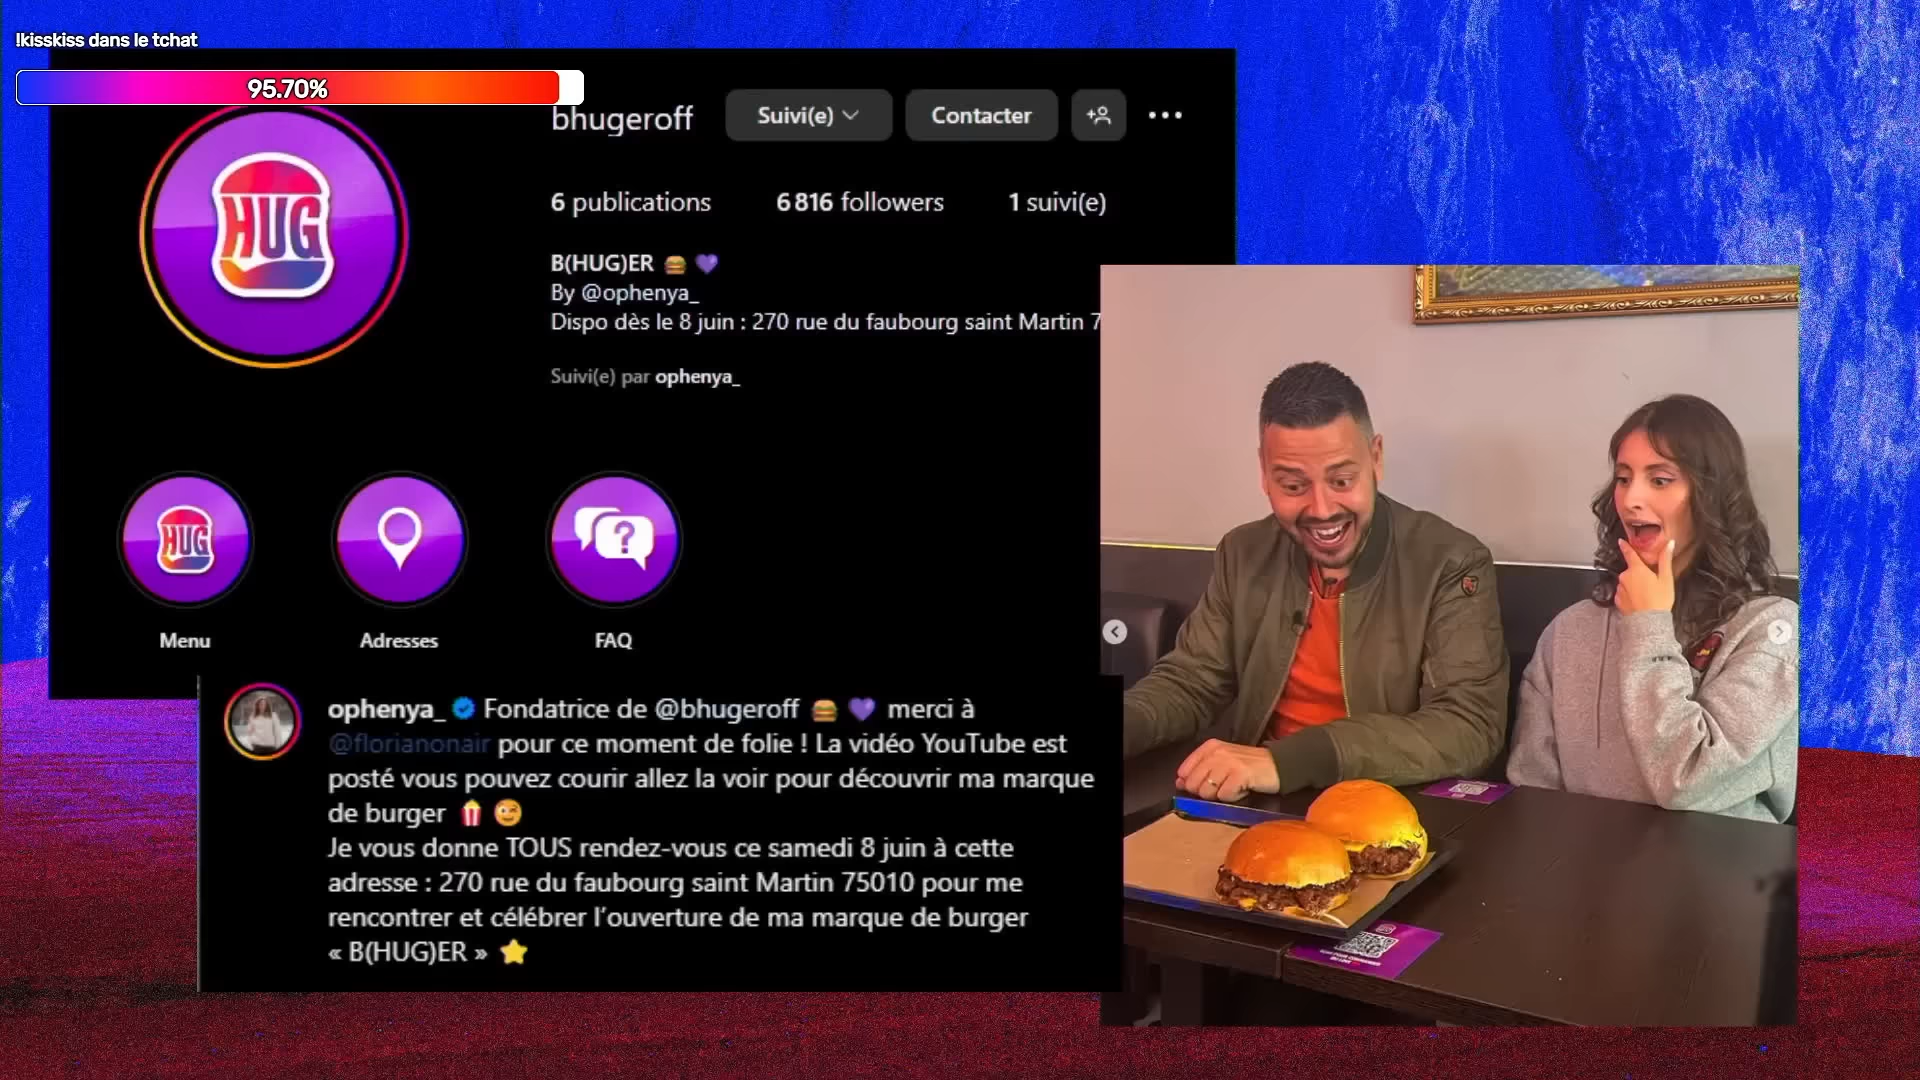 !kisskiss dans le tchat
95.70%
bhugeroff
Suivi(e)
Contacter
6 publications
6 816 followers
1 suivi(e)
HUG
B(HUG)ER 🍔 💜
By @ophenya_
Dispo dès le 8 juin : 270 rue du faubourg saint Martin 7
Suivi(e) par ophenya_
HUG
Menu
Adresses
FAQ
ophenya_ Fondatrice de @bhugeroff 🍔 💜 merci à
@florianonair pour ce moment de folie ! La vidéo YouTube est
posté vous pouvez courir allez la voir pour découvrir ma marque
de burger 🍿 😉
Je vous donne TOUS rendez-vous ce samedi 8 juin à cette
adresse : 270 rue du faubourg saint Martin 75010 pour me
rencontrer et célébrer l’ouverture de ma marque de burger
« B(HUG)ER » ⭐